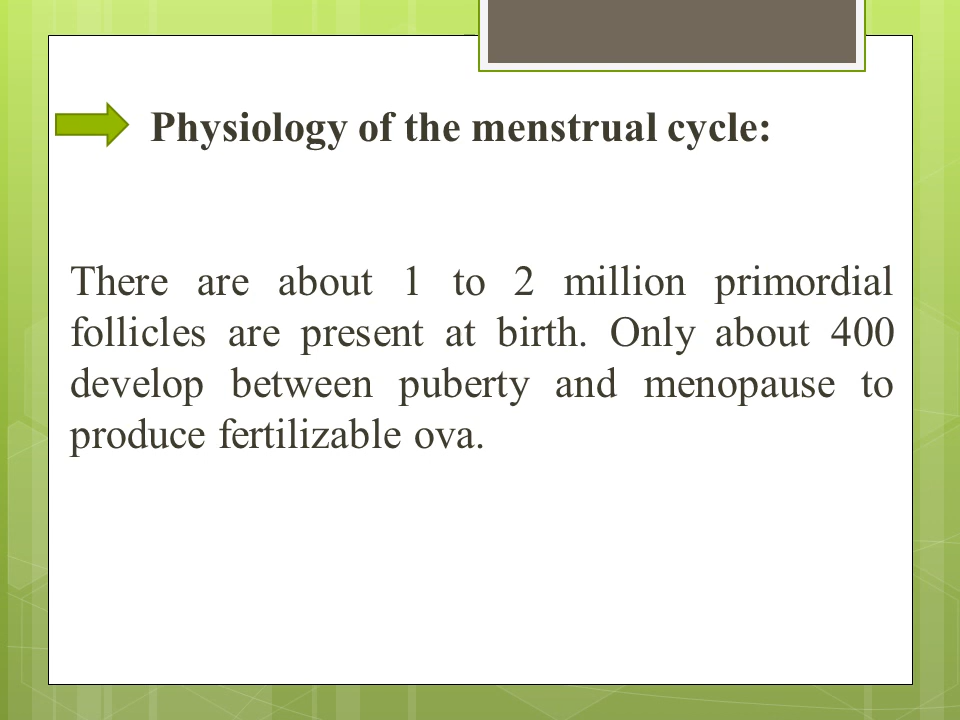 Physiology of the menstrual cycle:
There are about 1 to 2 million primordial
follicles are present at birth. Only about 400
develop between puberty and menopause to
produce fertilizable ova.